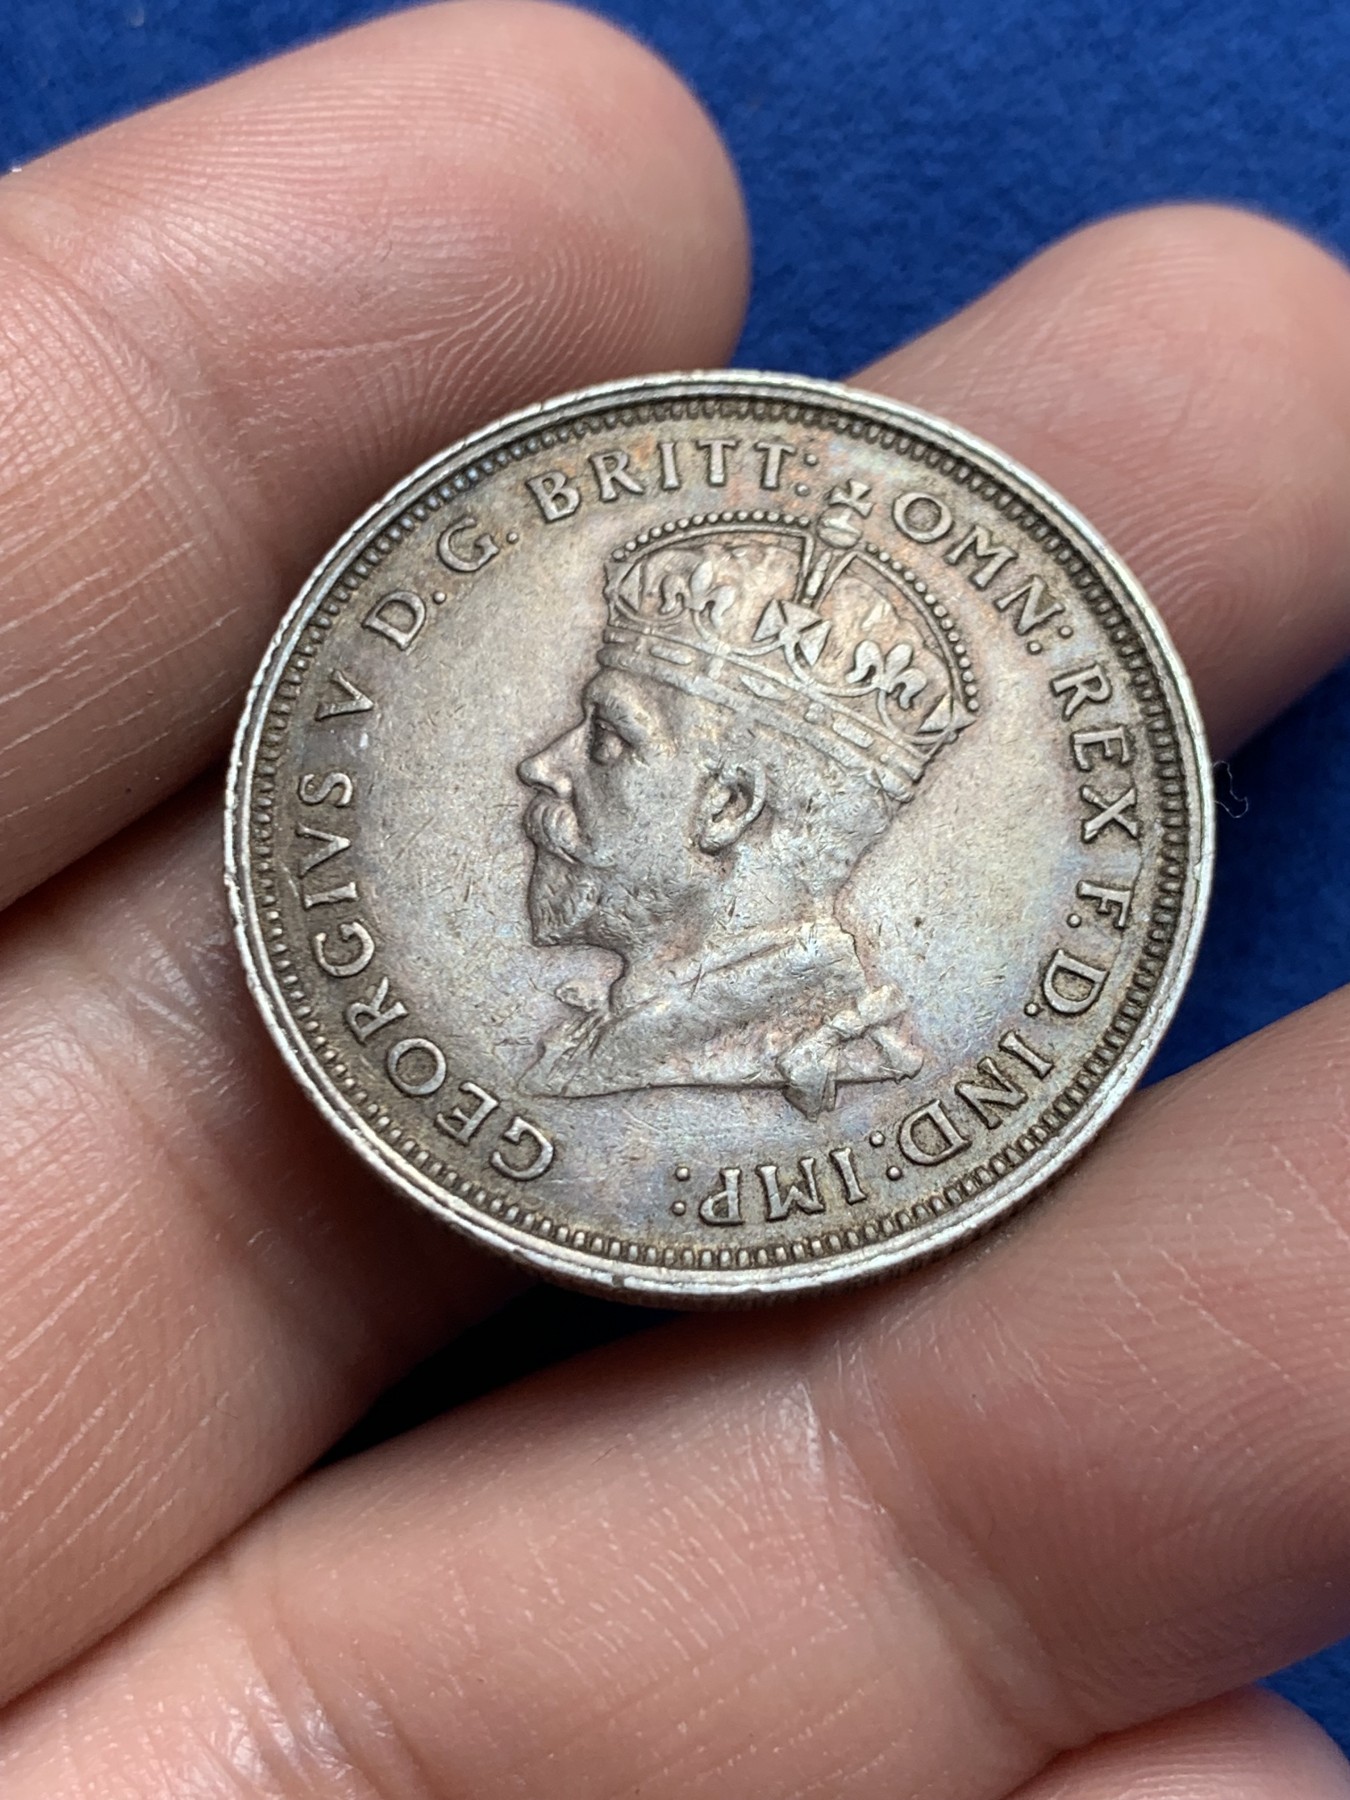 GEORGIVS V D.G. BRITT: OMN: REX F.D. IND: IMP: